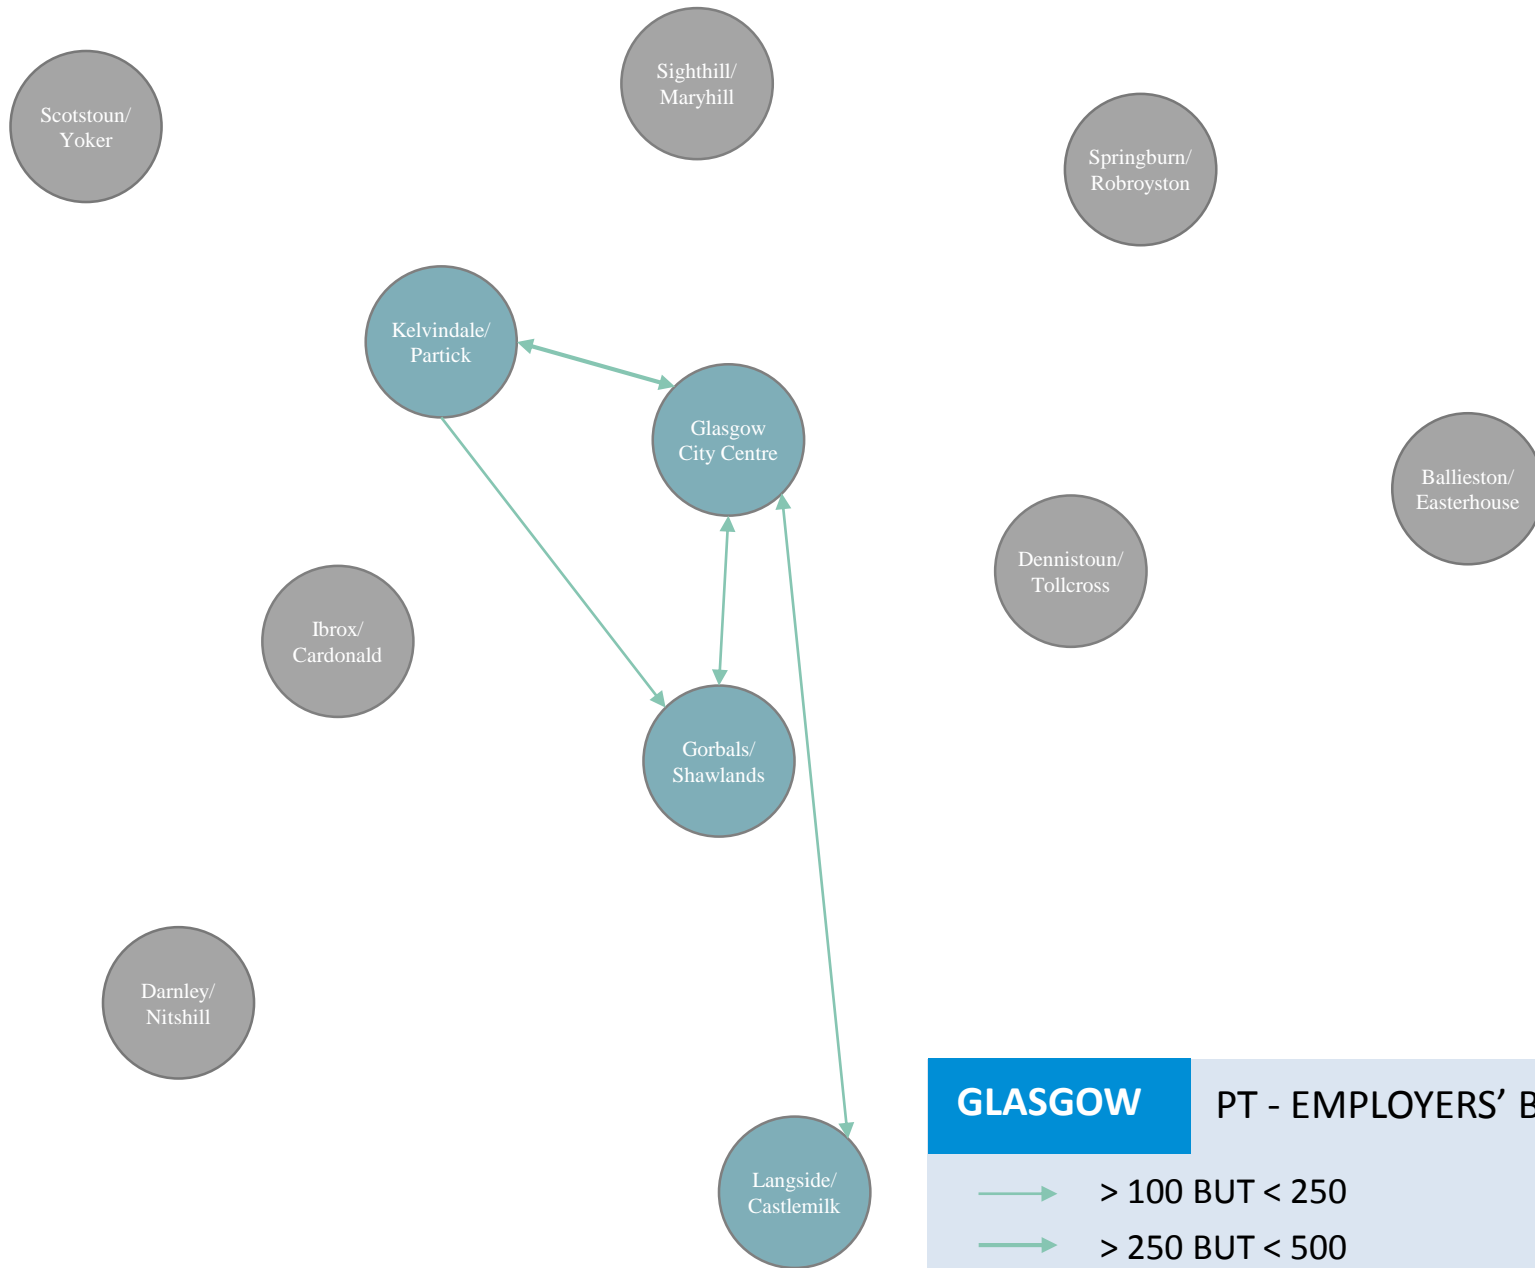 Sighthill/
Maryhill
Scotstoun/
Yoker
Springburn/
Robroyston
Kelvindale/
Partick
Glasgow
City Centre
Ballieston/
Easterhouse
Dennistoun/
Tollcross
Ibrox/
Cardonald
Gorbals/
Shawlands
Darnley/
Nitshill
Langside/
Castlemilk
GLASGOW
PT - EMPLOYERS’ B
> 100 BUT < 250
> 250 BUT < 500